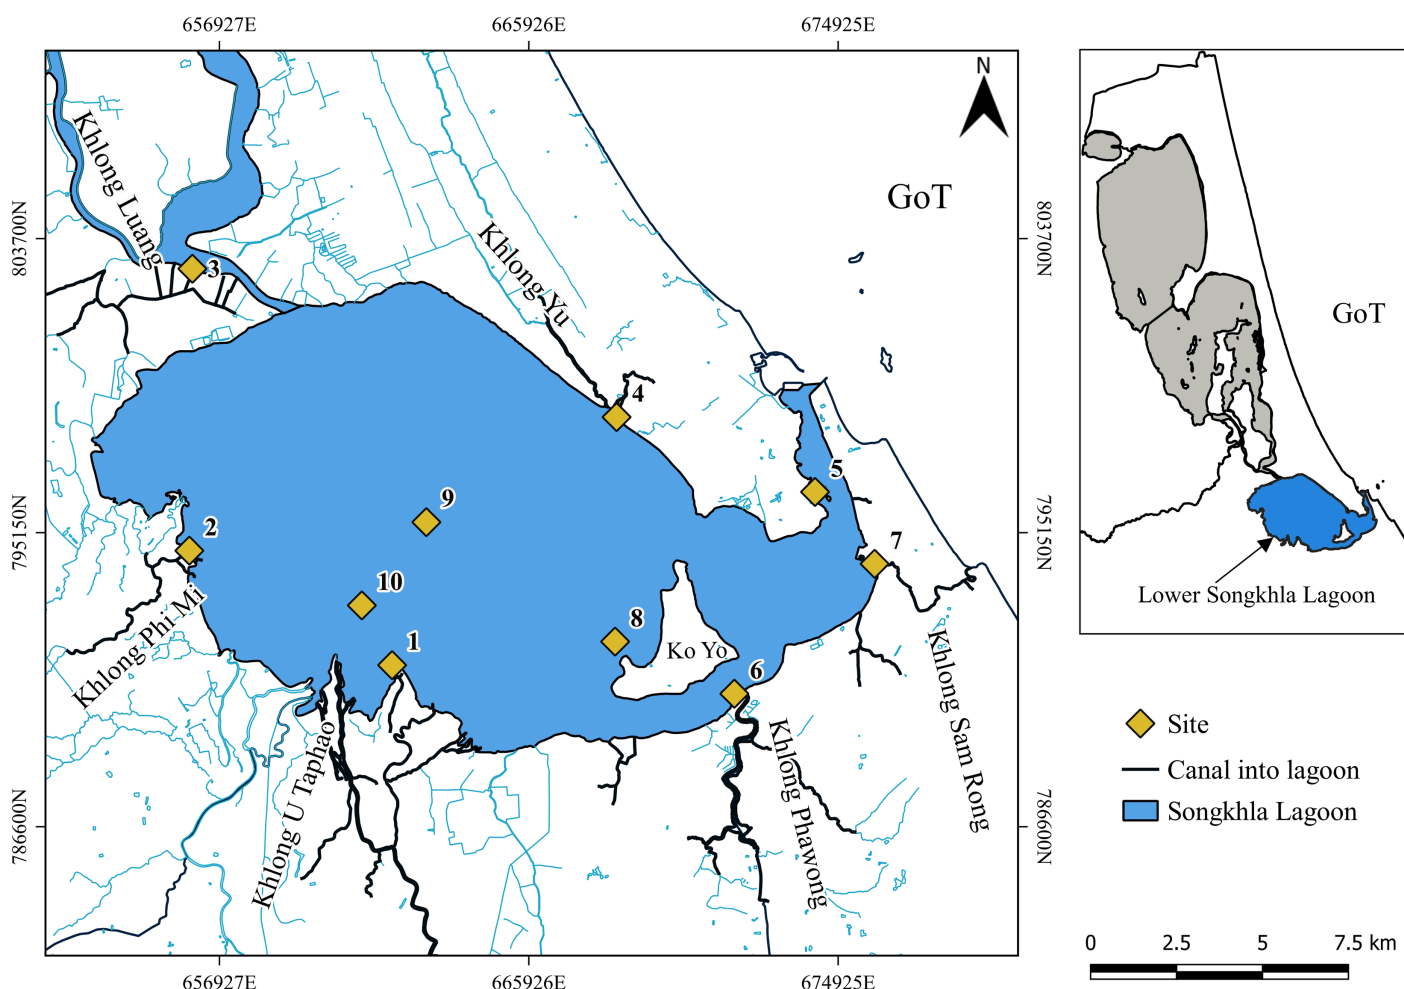 656927E
665926E
674925E
N
GoT
Khlong Luang
Khlong Yu
803700N
803700N
3
4
5
GoT
9
2
7
795150N
795150N
10
8
1
Ko Yo
6
Khlong Phi Mi
Lower Songkhla Lagoon
Khlong Sam Rong
Khlong U Taphao
Khlong Phawong
Site
Canal into lagoon
Songkhla Lagoon
786600N
786600N
0 2.5 5 7.5 km
656927E
665926E
674925E